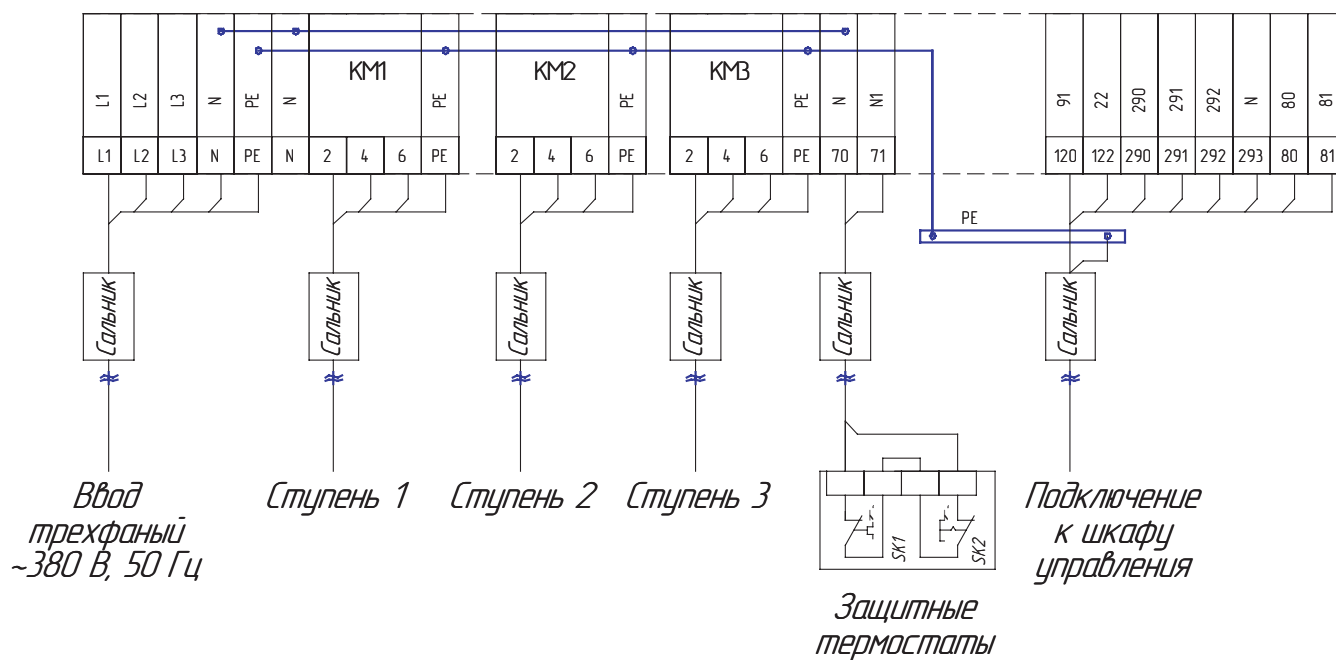 КМ1 КМ2 КМ3
L1 L2 L3 N PE N PE PE PE N N1 91 22 290 291 292 N 80 81
L1 L2 L3 N PE N 2 4 6 PE 2 4 6 PE 2 4 6 PE 70 71 120 122 290 291 292 293 80 81
PE
Сальник Сальник Сальник Сальник Сальник Сальник
Ввод
трехфаный
~380 В, 50 Гц
Ступень 1
Ступень 2
Ступень 3
SK1
SK2
Защитные
термостаты
Подключение
к шкафу
управления